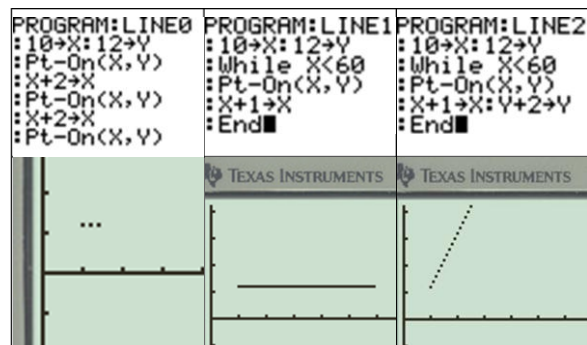 PROGRAM:LINE0
:10→X:12→Y
:Pt-On(X,Y)
:X+2→X
:Pt-On(X,Y)
:X+2→X
:Pt-On(X,Y)
PROGRAM:LINE1
:10→X:12→Y
:While X<60
:Pt-On(X,Y)
:X+1→X
:End
PROGRAM:LINE2
:10→X:12→Y
:While X<60
:Pt-On(X,Y)
:X+1→X:Y+2→Y
:End
TEXAS INSTRUMENTS
TEXAS INSTRUMENTS